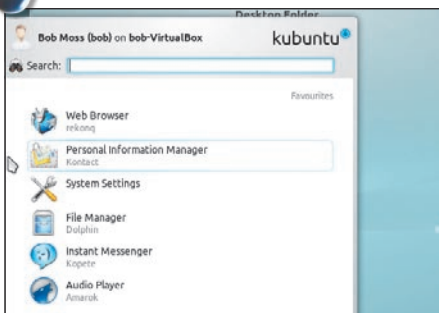 Desktop Folder
Bob Moss (bob) on bob-VirtualBox
kubuntu
Search:
Favourites
Web Browser
rekonq
Personal Information Manager
Kontact
System Settings
File Manager
Dolphin
Instant Messenger
Kopete
Audio Player
Amarok